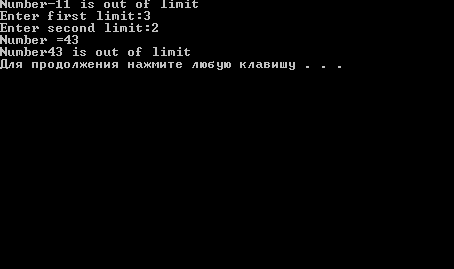 Number-11 is out of limit
Enter first limit:3
Enter second limit:2
Number =43
Number43 is out of limit
Для продолжения нажмите любую клавишу . . .